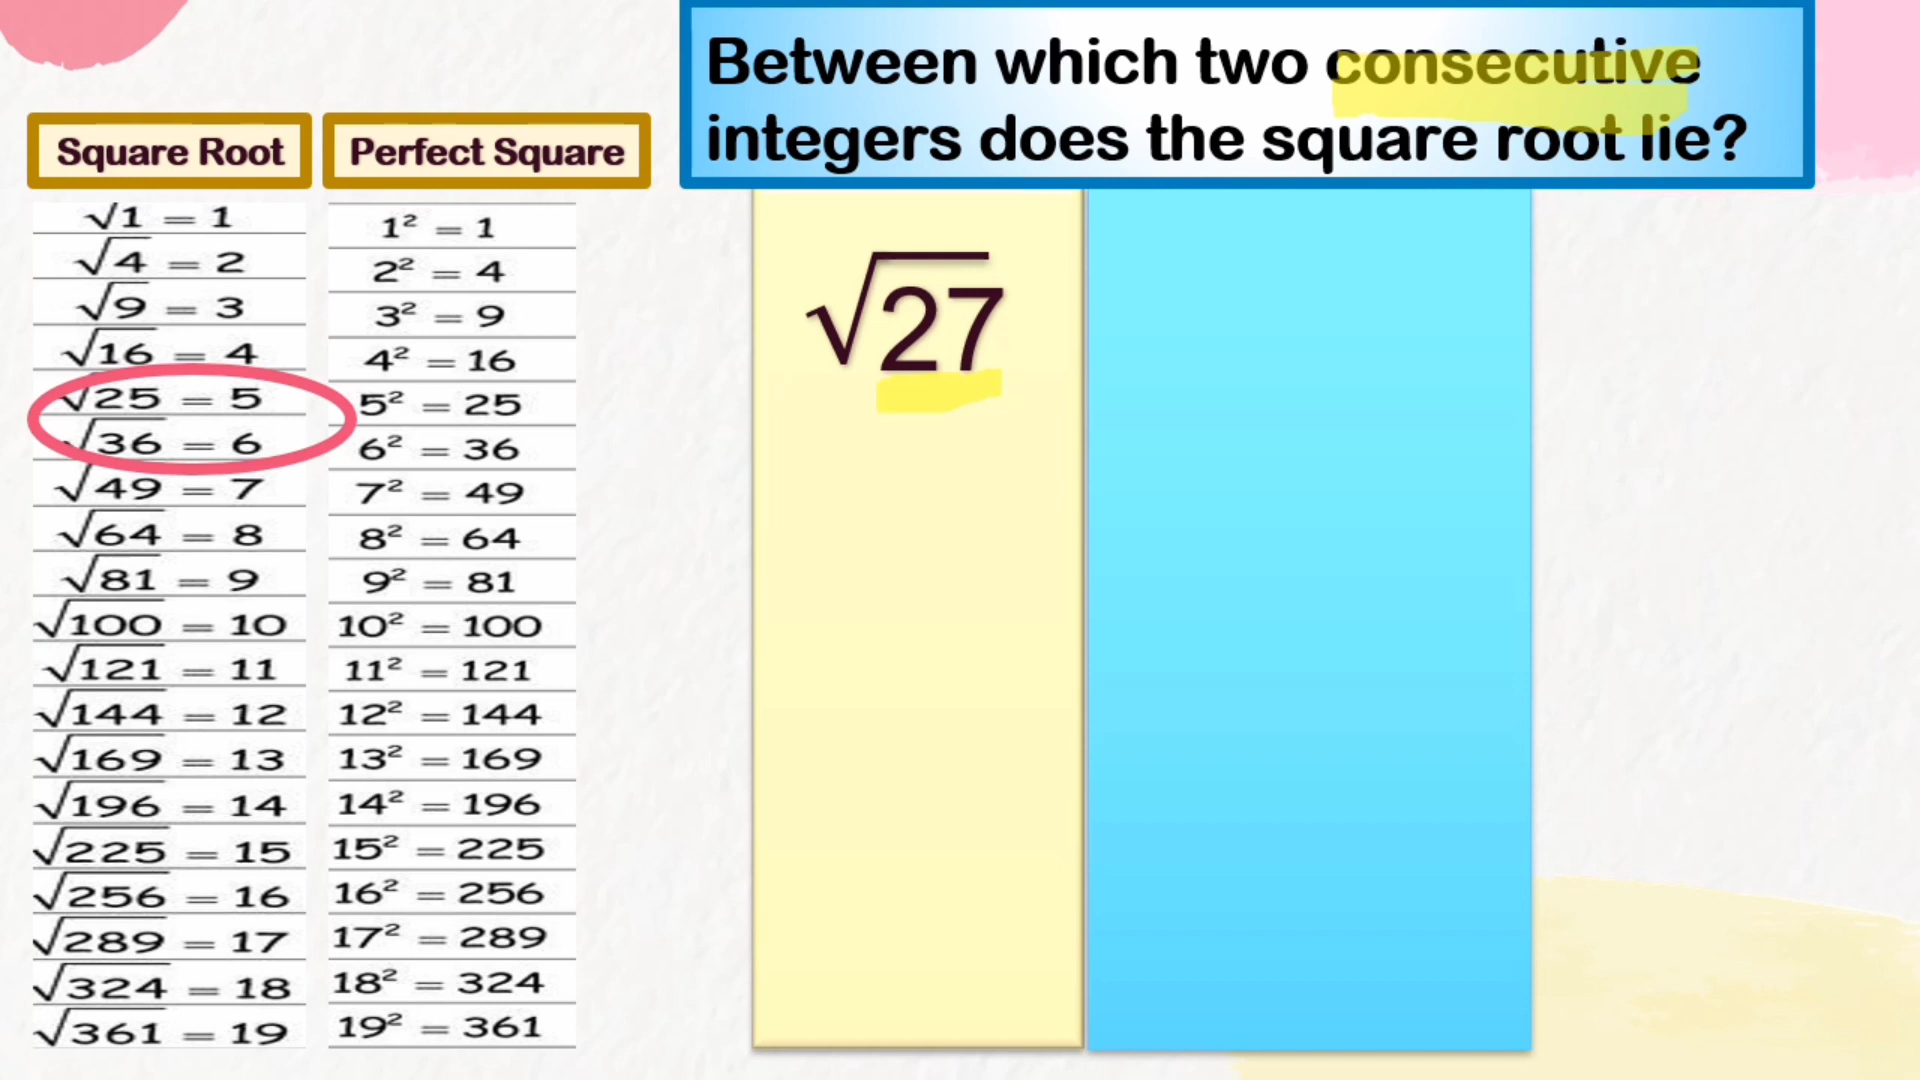 Between which two consecutive
integers does the square root lie?
Square Root
Perfect Square
√1 = 1
√4 = 2
√9 = 3
√16 = 4
√25 = 5
√36 = 6
√49 = 7
√64 = 8
√81 = 9
√100 = 10
√121 = 11
√144 = 12
√169 = 13
√196 = 14
√225 = 15
√256 = 16
√289 = 17
√324 = 18
√361 = 19
1² = 1
2² = 4
3² = 9
4² = 16
5² = 25
6² = 36
7² = 49
8² = 64
9² = 81
10² = 100
11² = 121
12² = 144
13² = 169
14² = 196
15² = 225
16² = 256
17² = 289
18² = 324
19² = 361
√27